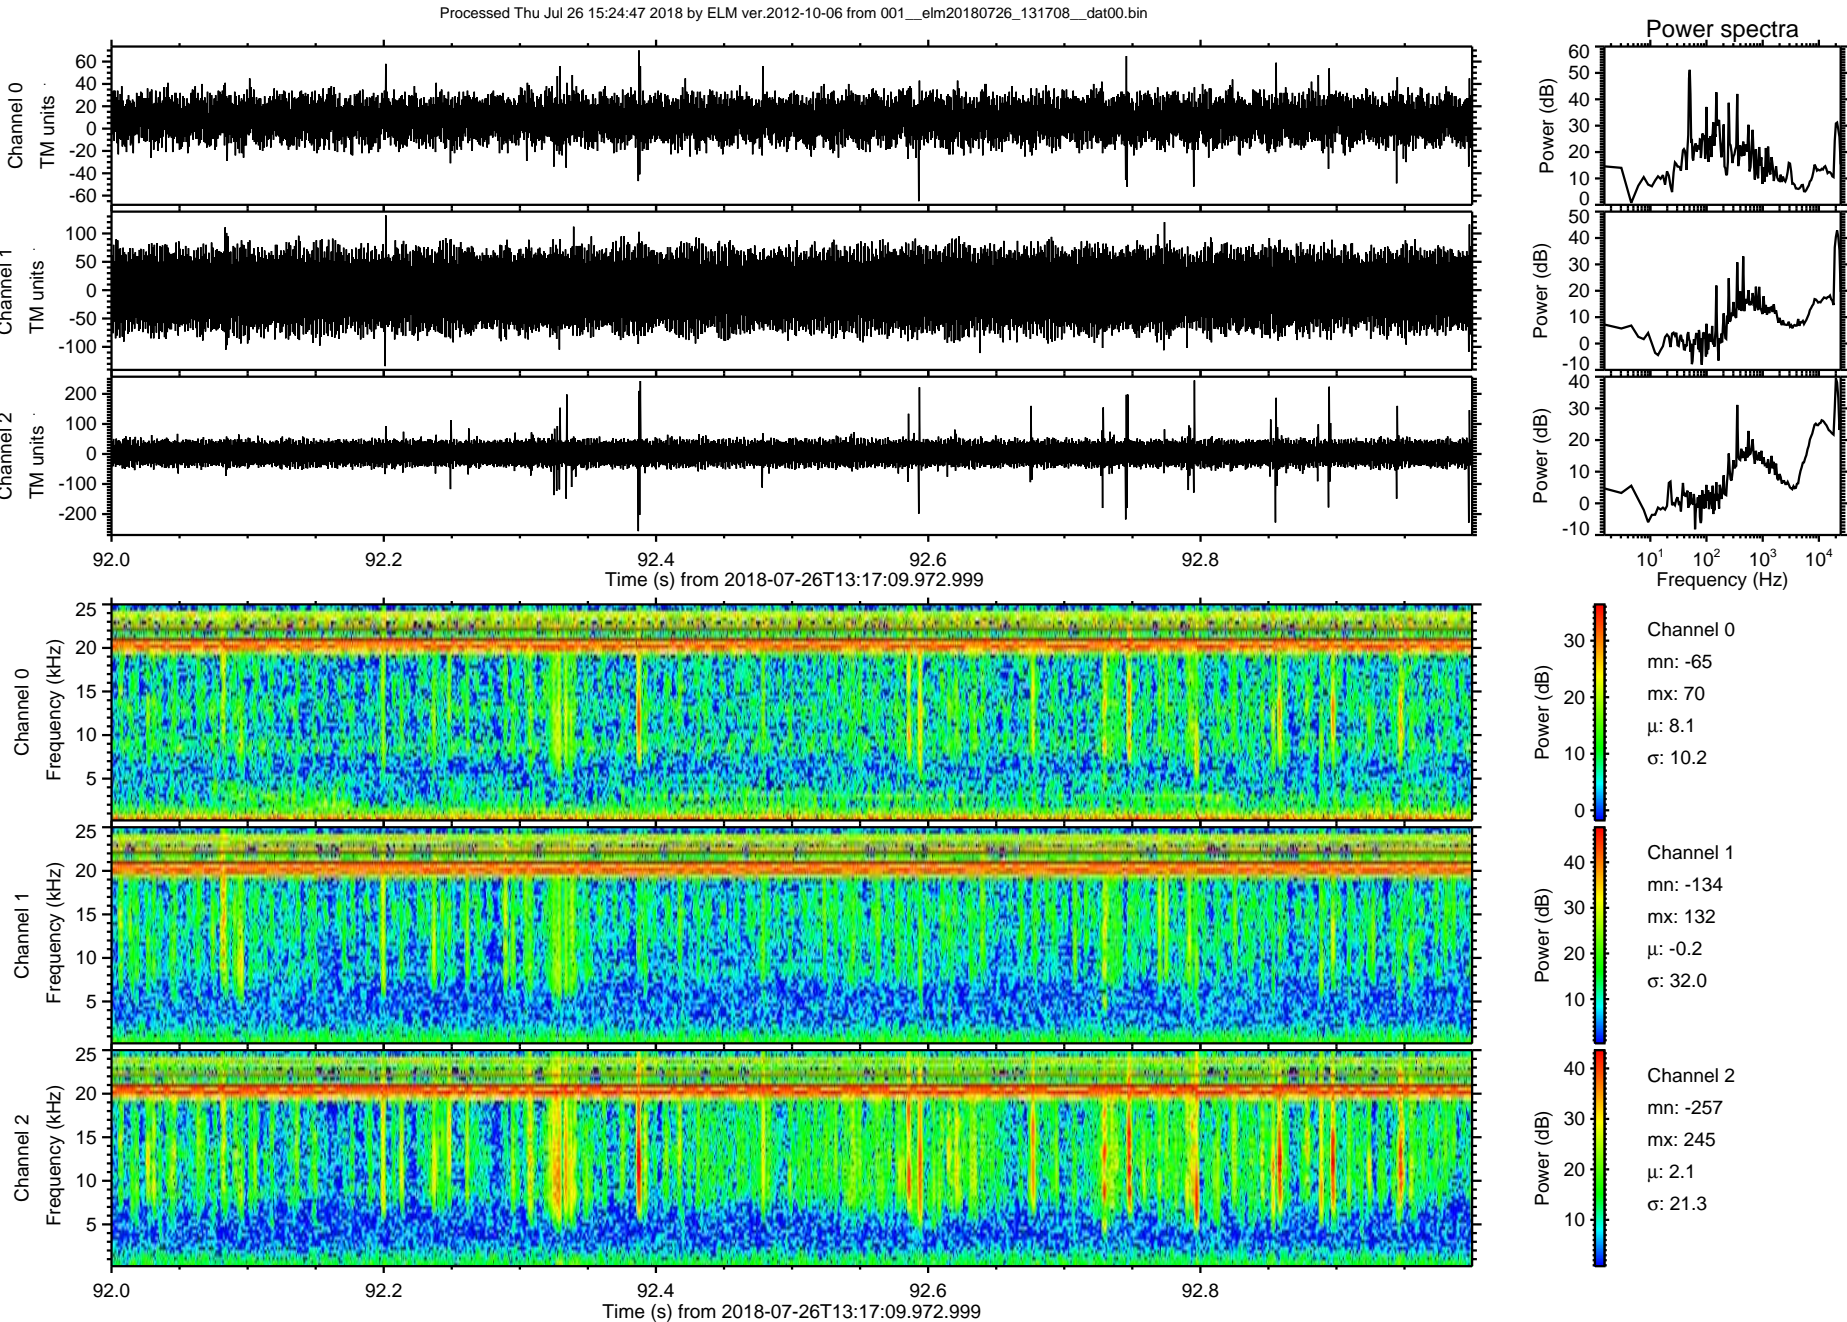 Processed Thu Jul 26 15:24:47 2018 by ELM ver.2012-10-06 from 001__elm20180726_131708__dat00.bin
Power spectra
Channel 0
TM units
60
40
20
0
-20
-40
-60
Power (dB)
60
50
40
30
20
10
0
Channel 1
TM units
100
50
0
-50
-100
Power (dB)
50
40
30
20
10
0
-10
Channel 2
TM units
200
100
0
-100
-200
Power (dB)
40
30
20
10
0
-10
92.0 92.2 92.4 92.6 92.8
Time (s) from 2018-07-26T13:17:09.972.999
10¹ 10² 10³ 10⁴
Frequency (Hz)
Channel 0
Frequency (kHz)
25
20
15
10
5
Power (dB)
30
20
10
0
Channel 0
mn: -65
mx: 70
μ: 8.1
σ: 10.2
Channel 1
Frequency (kHz)
25
20
15
10
5
Power (dB)
40
30
20
10
Channel 1
mn: -134
mx: 132
μ: -0.2
σ: 32.0
Channel 2
Frequency (kHz)
25
20
15
10
5
Power (dB)
40
30
20
10
Channel 2
mn: -257
mx: 245
μ: 2.1
σ: 21.3
92.0 92.2 92.4 92.6 92.8
Time (s) from 2018-07-26T13:17:09.972.999